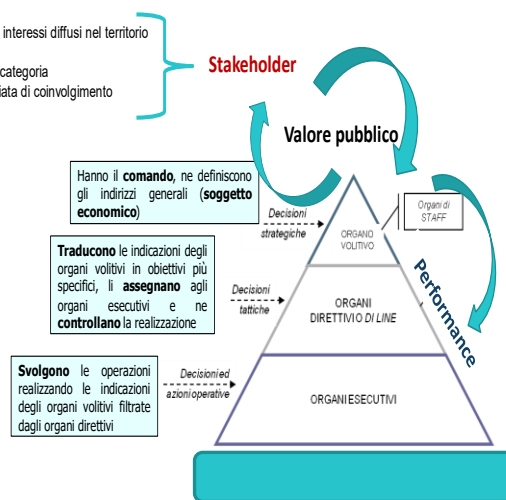 interessi diffusi nel territorio
categoria
di coinvolgimento
Stakeholder
Valore pubblico
Hanno il comando, ne definiscono
gli indirizzi generali (soggetto
economico)
Decisioni
strategiche
ORGANO
VOLITIVO
Organi di
STAFF
Traducono le indicazioni degli
organi volitivi in obiettivi più
specifici, li assegnano agli
organi esecutivi e ne
controllano la realizzazione
Decisioni
tattiche
ORGANI
DIRETTIVI O DI LINE
Performance
Svolgono le operazioni
realizzando le indicazioni
degli organi volitivi filtrate
dagli organi direttivi
Decisioni ed
azioni operative
ORGANI ESECUTIVI